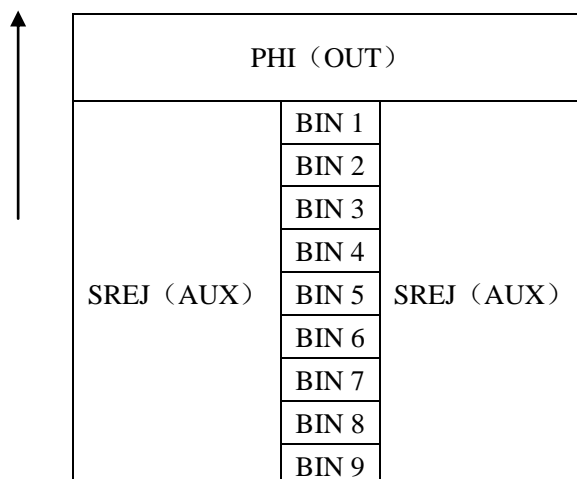 PHI（OUT）
BIN 1
BIN 2
BIN 3
BIN 4
SREJ（AUX） BIN 5 SREJ（AUX）
BIN 6
BIN 7
BIN 8
BIN 9